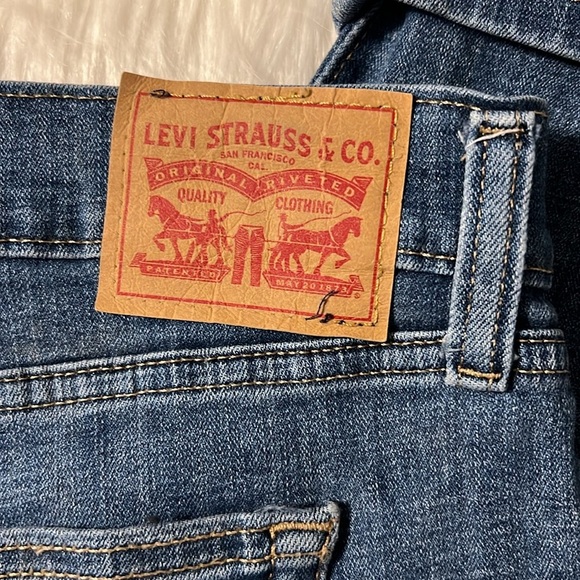 LEVI STRAUSS & CO.
SAN FRANCISCO
CAL.
ORIGINAL RIVETED
QUALITY CLOTHING
PATENTED MAY 20 1873